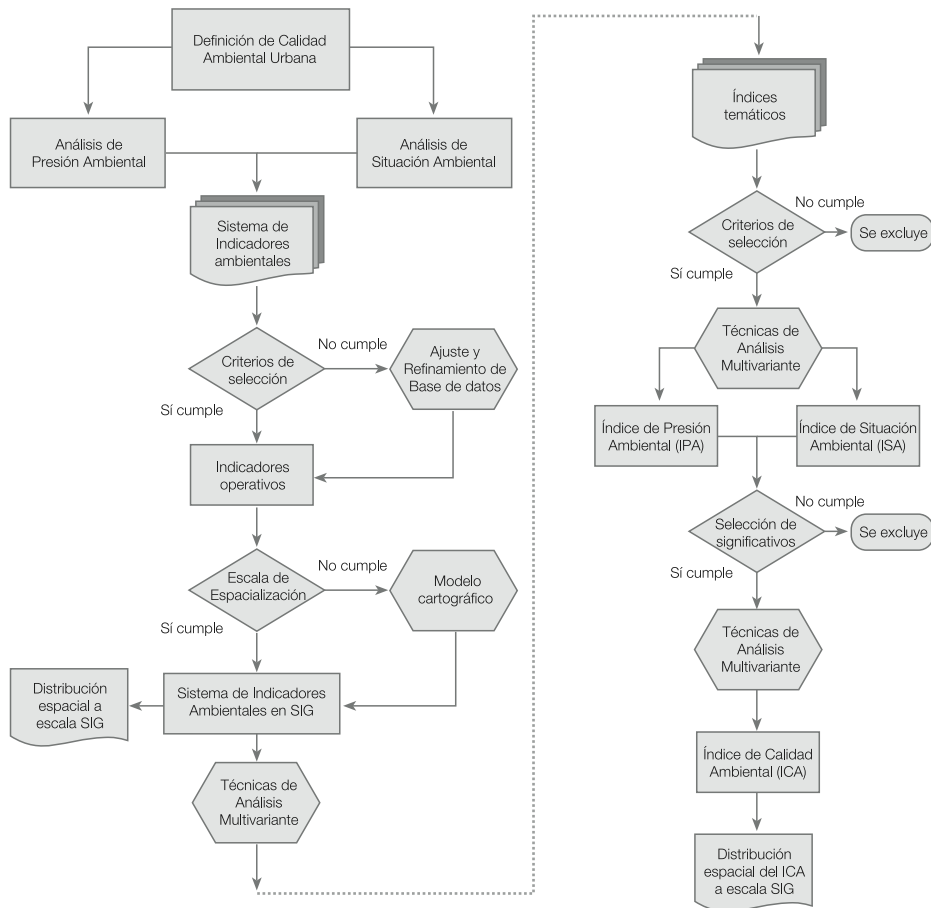 Definición de Calidad
Ambiental Urbana
Análisis de
Presión Ambiental
Análisis de
Situación Ambiental
Sistema de
Indicadores
ambientales
Criterios de
selección
No cumple
Ajuste y
Refinamiento de
Base de datos
Sí cumple
Indicadores
operativos
Escala de
Espacialización
No cumple
Modelo
cartográfico
Sí cumple
Distribución
espacial a
escala SIG
Sistema de Indicadores
Ambientales en SIG
Técnicas de
Análisis
Multivariante
Índices
temáticos
Criterios de
selección
No cumple
Se excluye
Sí cumple
Técnicas de
Análisis
Multivariante
Índice de Presión
Ambiental (IPA)
Índice de Situación
Ambiental (ISA)
Selección de
significativos
No cumple
Se excluye
Sí cumple
Técnicas de
Análisis
Multivariante
Índice de Calidad
Ambiental (ICA)
Distribución
espacial del ICA
a escala SIG